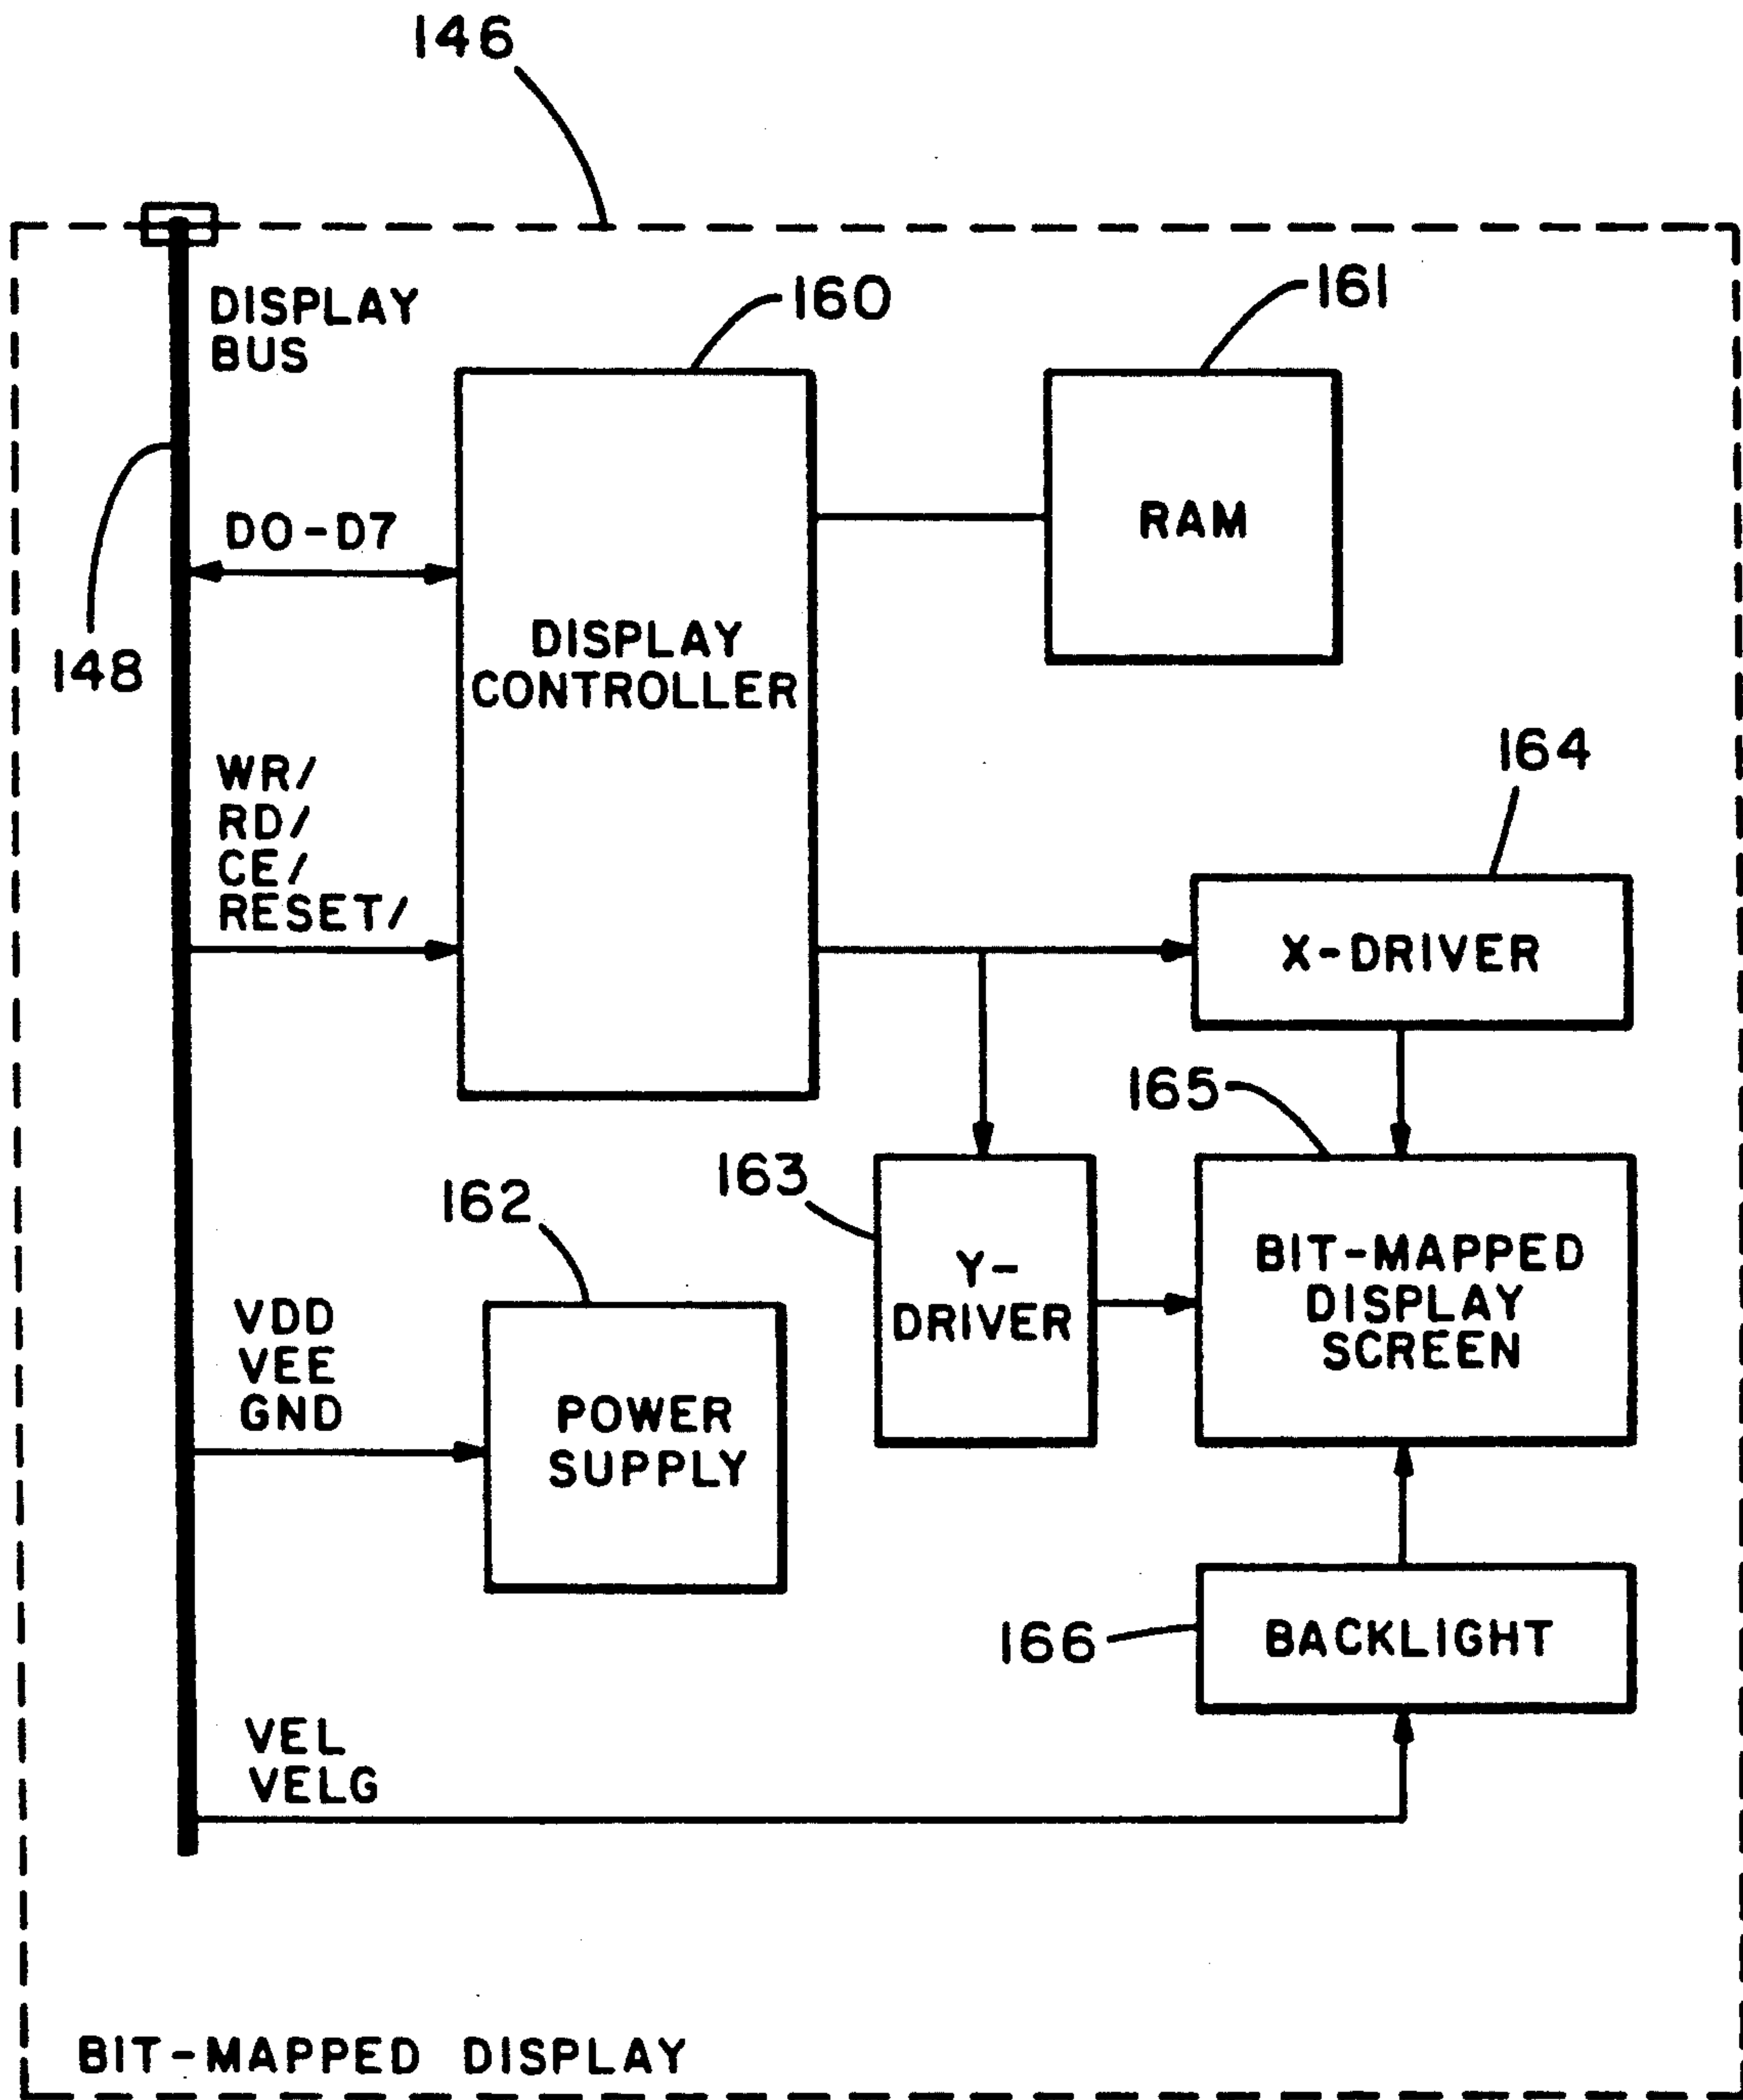 146
DISPLAY
BUS
160
161
148
D0-D7
RAM
DISPLAY
CONTROLLER
WR/
RD/
CE/
RESET/
164
X-DRIVER
165
163
162
Y-
DRIVER
BIT-MAPPED
DISPLAY
SCREEN
VDD
VEE
GND
POWER
SUPPLY
166
BACKLIGHT
VEL
VELG
BIT-MAPPED DISPLAY